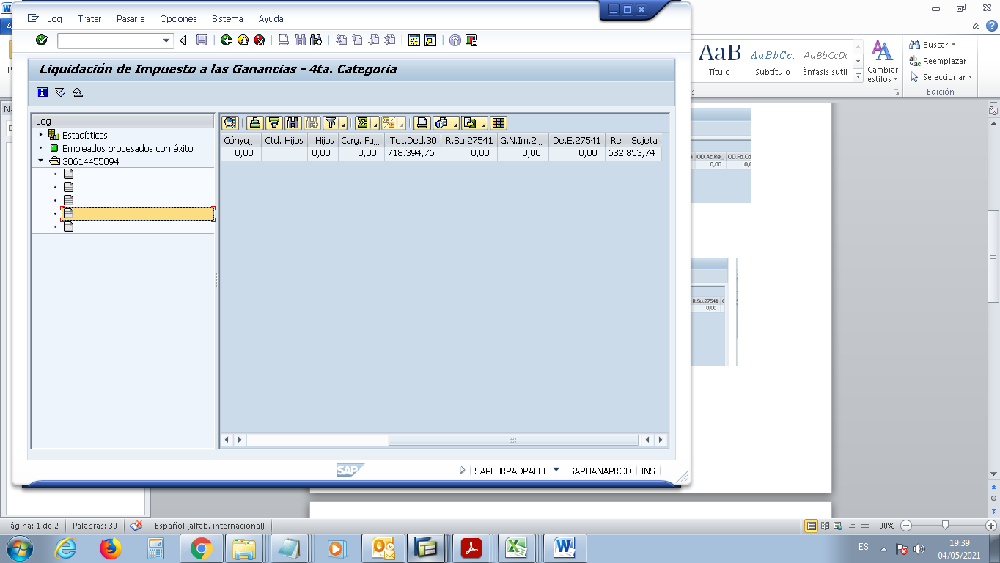 Log Tratar Pasar a Opciones Sistema Ayuda
Liquidación de Impuesto a las Ganancias - 4ta. Categoria
Log
Estadísticas
Empleados procesados con éxito
30614455094
Cónyu... Ctd. Hijos Hijos Carg. Fa... Tot.Ded.30 R.Su.27541 G.N.Im.2... De.E.27541 Rem.Sujeta
0,00 0,00 0,00 718.394,76 0,00 0,00 0,00 632.853,74
SAP
SAPLHRPADPAL00 SAPHANAPROD INS
AaB AaBbCc. AaBbCcDc
Título Subtítulo Énfasis sutil
Cambiar
estilos
Buscar
Reemplazar
Seleccionar
Edición
OD.Ac.Re... OD.Fo.Co
0,00 0,0
R.Su.27541 G
0,00
Página: 1 de 2 Palabras: 30 Español (alfab. internacional) 90%
ES 19:39
04/05/2021